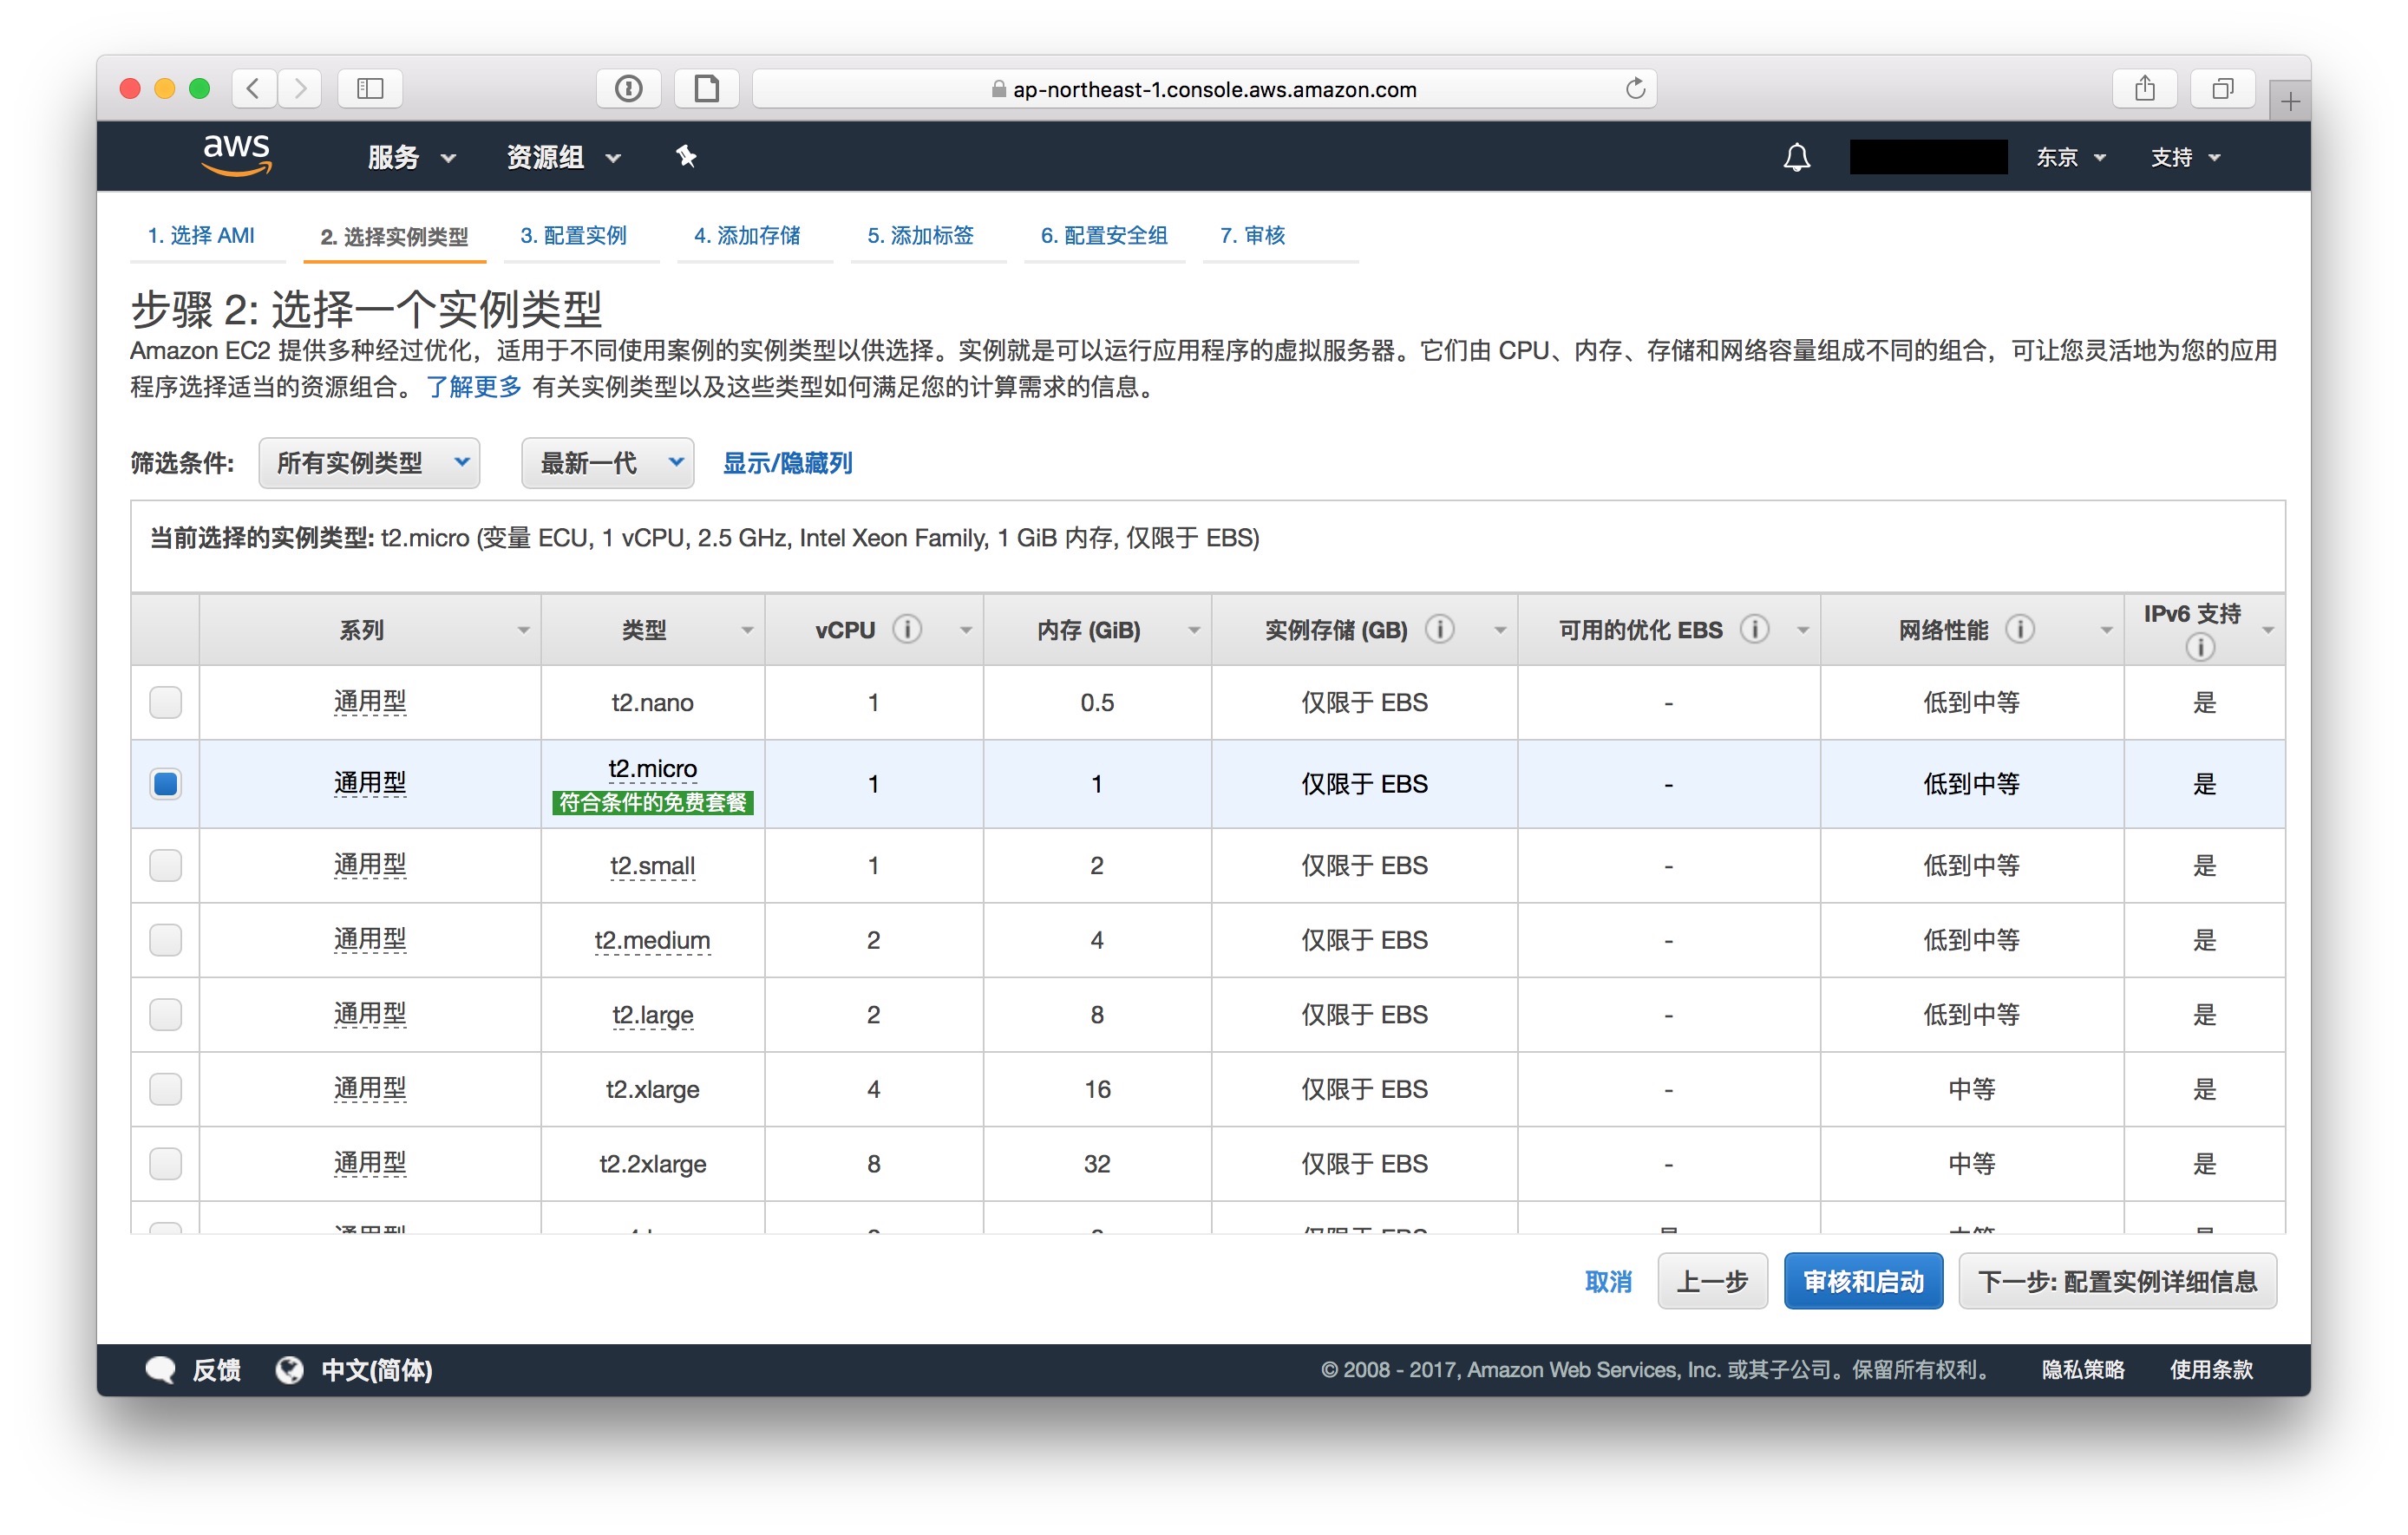 ap-northeast-1.console.aws.amazon.com
aws 服务 资源组 东京 支持
1. 选择 AMI 2. 选择实例类型 3. 配置实例 4. 添加存储 5. 添加标签 6. 配置安全组 7. 审核
步骤 2: 选择一个实例类型
Amazon EC2 提供多种经过优化，适用于不同使用案例的实例类型以供选择。实例就是可以运行应用程序的虚拟服务器。它们由 CPU、内存、存储和网络容量组成不同的组合，可让您灵活地为您的应用
程序选择适当的资源组合。 了解更多 有关实例类型以及这些类型如何满足您的计算需求的信息。
筛选条件: 所有实例类型 最新一代 显示/隐藏列
当前选择的实例类型: t2.micro (变量 ECU, 1 vCPU, 2.5 GHz, Intel Xeon Family, 1 GiB 内存, 仅限于 EBS)
系列 类型 vCPU 内存 (GiB) 实例存储 (GB) 可用的优化 EBS 网络性能 IPv6 支持
通用型 t2.nano 1 0.5 仅限于 EBS - 低到中等 是
通用型 t2.micro 1 1 仅限于 EBS - 低到中等 是
符合条件的免费套餐
通用型 t2.small 1 2 仅限于 EBS - 低到中等 是
通用型 t2.medium 2 4 仅限于 EBS - 低到中等 是
通用型 t2.large 2 8 仅限于 EBS - 低到中等 是
通用型 t2.xlarge 4 16 仅限于 EBS - 中等 是
通用型 t2.2xlarge 8 32 仅限于 EBS - 中等 是
取消 上一步 审核和启动 下一步: 配置实例详细信息
反馈 中文(简体) © 2008 - 2017, Amazon Web Services, Inc. 或其子公司。保留所有权利。 隐私策略 使用条款